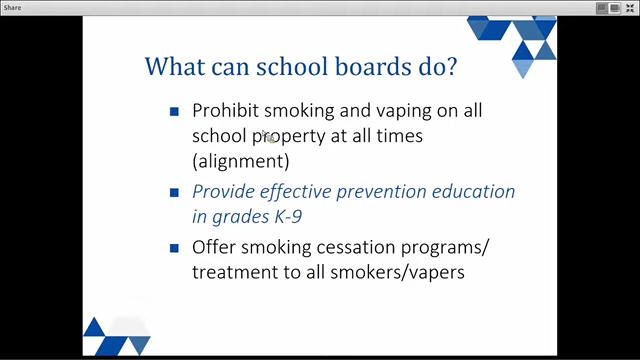 Share
What can school boards do?
Prohibit smoking and vaping on all
school property at all times
(alignment)
Provide effective prevention education
in grades K-9
Offer smoking cessation programs/
treatment to all smokers/vapers